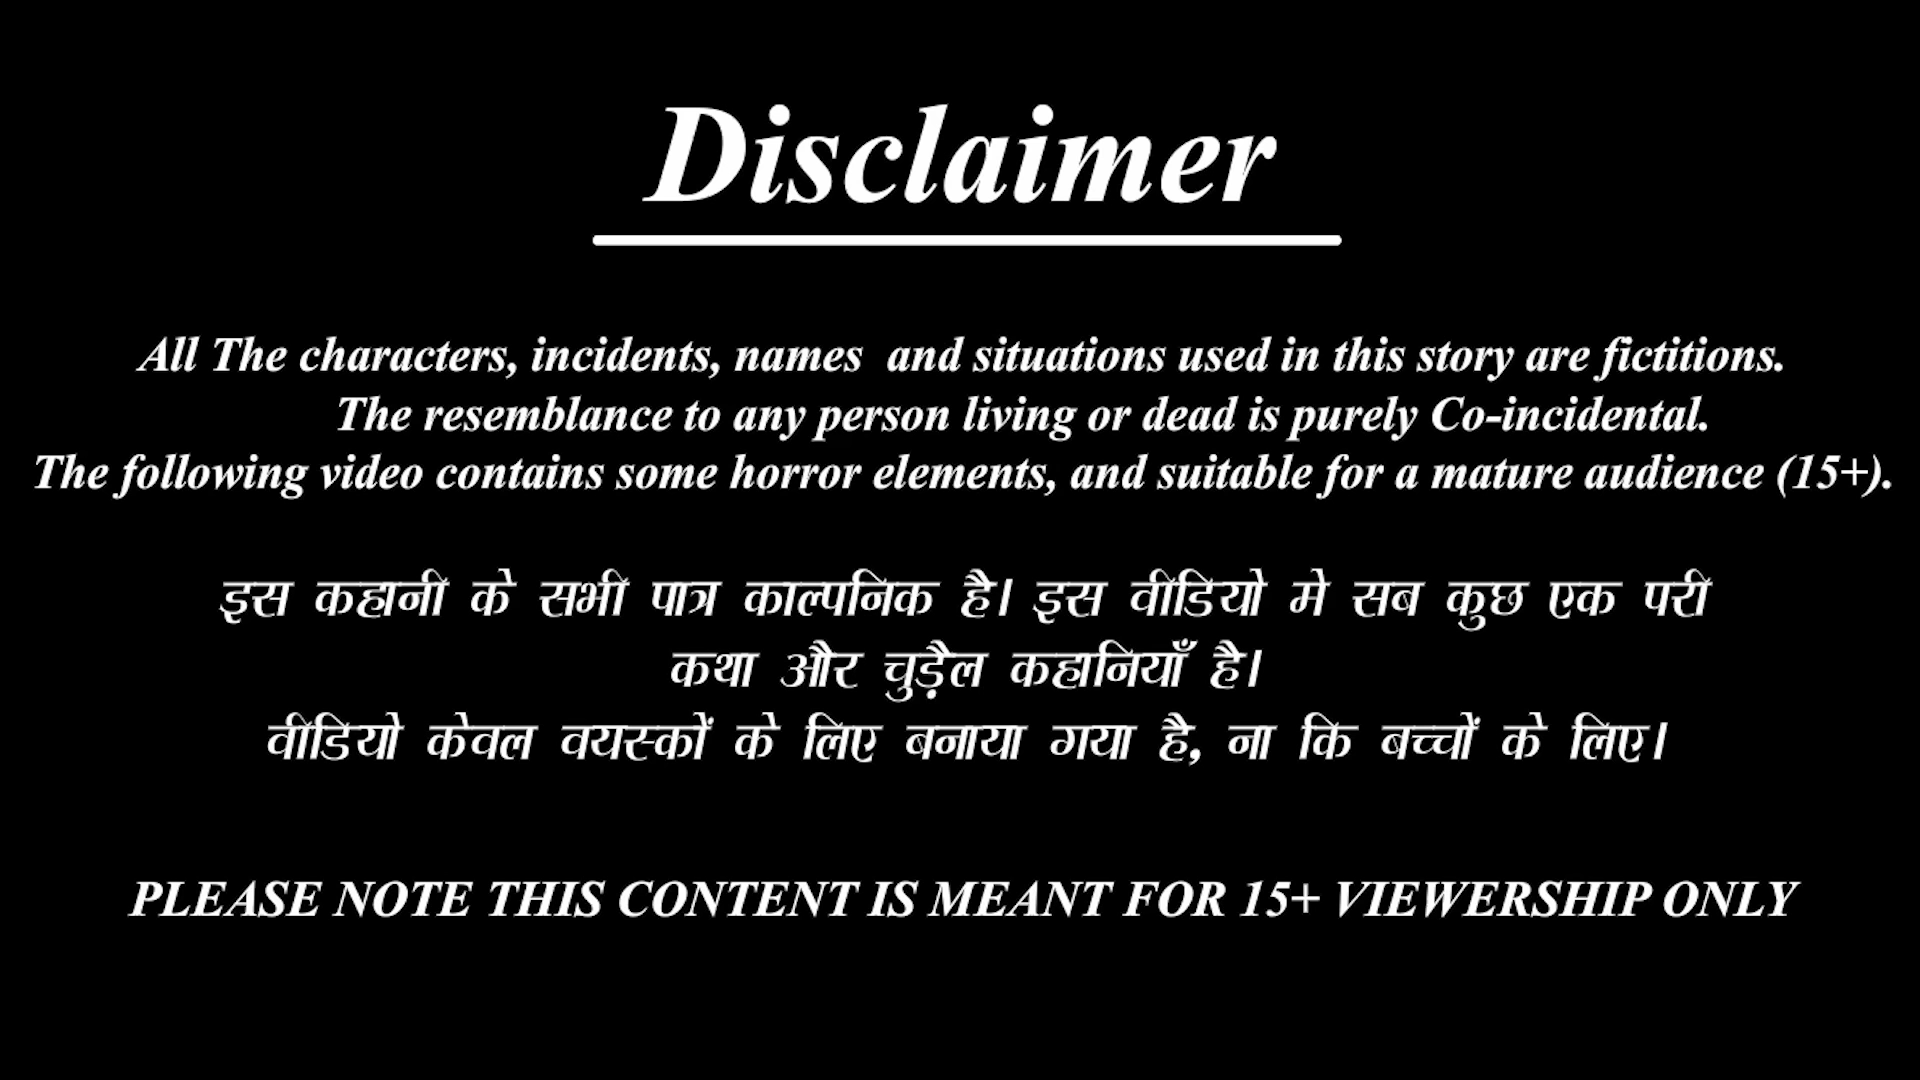 Disclaimer
All The characters, incidents, names and situations used in this story are fictitions.
The resemblance to any person living or dead is purely Co-incidental.
The following video contains some horror elements, and suitable for a mature audience (15+).
इस कहानी के सभी पात्र काल्पनिक है। इस वीडियो मे सब कुछ एक परी
कथा और चुड़ैल कहानियाँ है।
वीडियो केवल वयस्कों के लिए बनाया गया है, ना कि बच्चों के लिए।
PLEASE NOTE THIS CONTENT IS MEANT FOR 15+ VIEWERSHIP ONLY